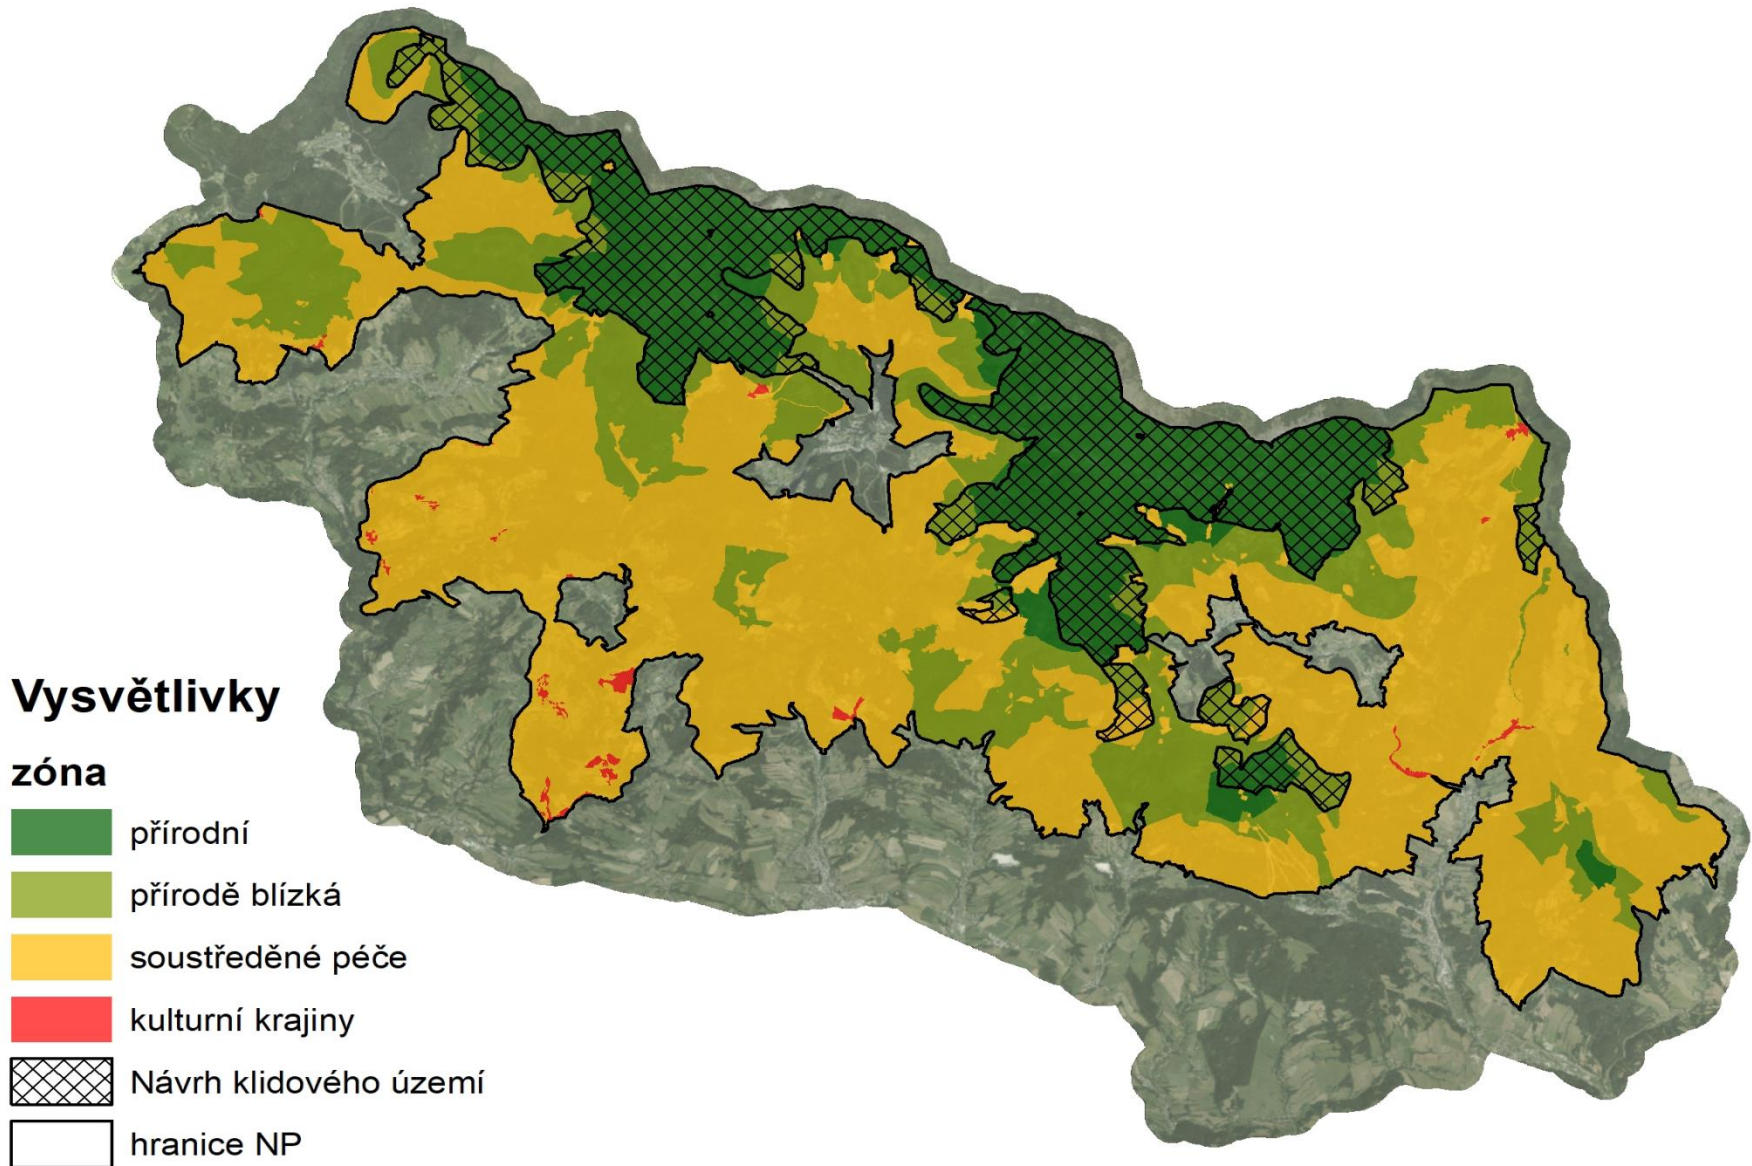 Vysvětlivky
zóna
přírodní
přírodě blízká
soustředěné péče
kulturní krajiny
Návrh klidového území
hranice NP